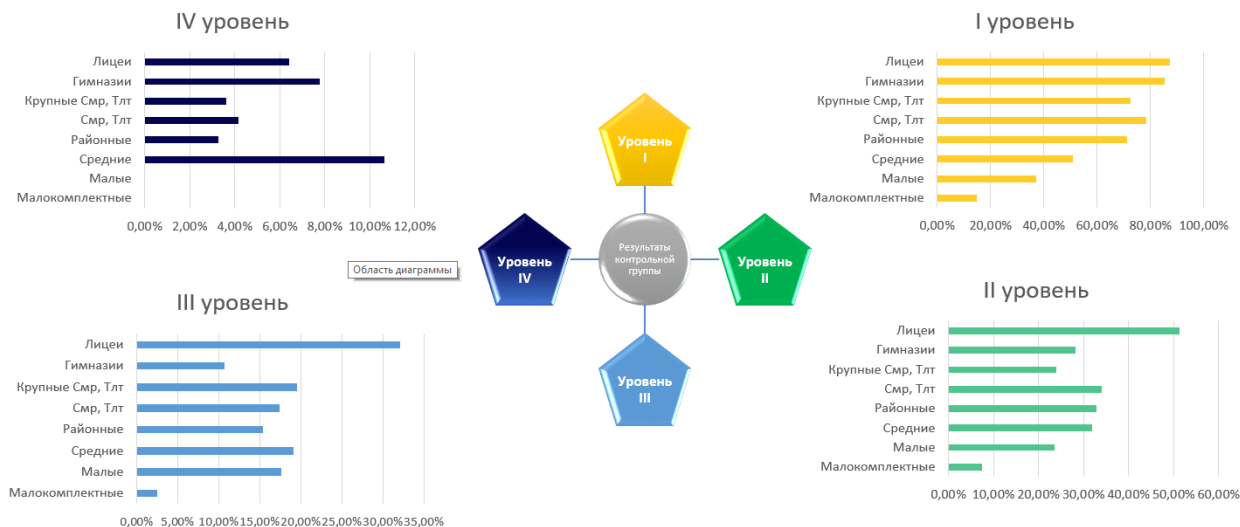 IV уровень
Лицеи
Гимназии
Крупные Смр, Тлт
Смр, Тлт
Районные
Средние
Малые
Малокомплектные
0,00% 2,00% 4,00% 6,00% 8,00% 10,00% 12,00%
I уровень
Лицеи
Гимназии
Крупные Смр, Тлт
Смр, Тлт
Районные
Средние
Малые
Малокомплектные
0,00% 20,00% 40,00% 60,00% 80,00% 100,00%
Уровень
I
Уровень
IV
Результаты
контрольной
группы
Уровень
II
Уровень
III
Область диаграммы
III уровень
Лицеи
Гимназии
Крупные Смр, Тлт
Смр, Тлт
Районные
Средние
Малые
Малокомплектные
0,00% 5,00% 10,00% 15,00% 20,00% 25,00% 30,00% 35,00%
II уровень
Лицеи
Гимназии
Крупные Смр, Тлт
Смр, Тлт
Районные
Средние
Малые
Малокомплектные
0,00% 10,00% 20,00% 30,00% 40,00% 50,00% 60,00%